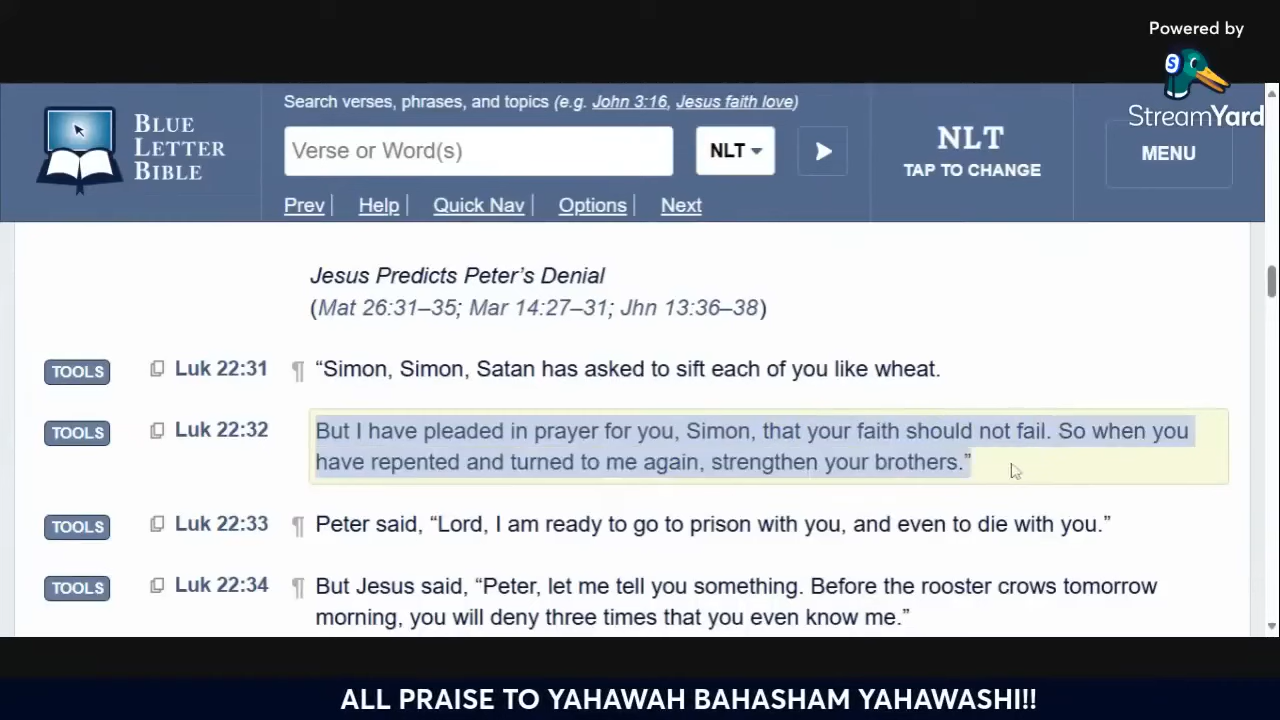 Powered by
StreamYard
BLUE
LETTER
BIBLE
Search verses, phrases, and topics (e.g. John 3:16, Jesus faith love)
Verse or Word(s)
NLT
Prev | Help | Quick Nav | Options | Next
NLT
TAP TO CHANGE
MENU
Jesus Predicts Peter’s Denial
(Mat 26:31–35; Mar 14:27–31; Jhn 13:36–38)
TOOLS Luk 22:31 ¶ “Simon, Simon, Satan has asked to sift each of you like wheat.
TOOLS Luk 22:32 But I have pleaded in prayer for you, Simon, that your faith should not fail. So when you
have repented and turned to me again, strengthen your brothers.”
TOOLS Luk 22:33 ¶ Peter said, “Lord, I am ready to go to prison with you, and even to die with you.”
TOOLS Luk 22:34 ¶ But Jesus said, “Peter, let me tell you something. Before the rooster crows tomorrow
morning, you will deny three times that you even know me.”
ALL PRAISE TO YAHAWAH BAHASHAM YAHAWASHI!!